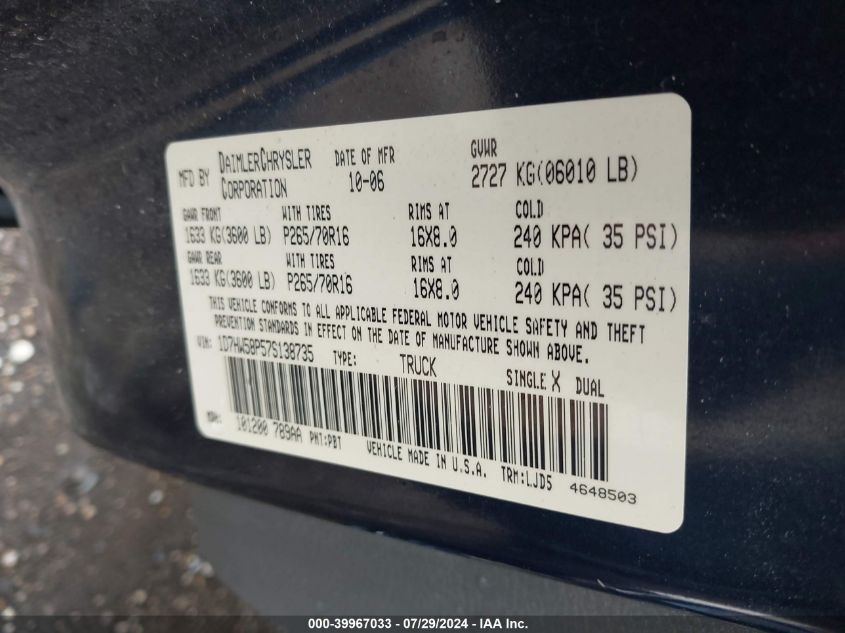 MFD BY DAIMLERCHRYSLER CORPORATION DATE OF MFR 10-06 GVWR 2727 KG(06010 LB)
GAWR FRONT WITH TIRES RIMS AT COLD
1633 KG(3600 LB) P265/70R16 16X8.0 240 KPA( 35 PSI)
GAWR REAR WITH TIRES RIMS AT COLD
1633 KG(3600 LB) P265/70R16 16X8.0 240 KPA( 35 PSI)
THIS VEHICLE CONFORMS TO ALL APPLICABLE FEDERAL MOTOR VEHICLE SAFETY AND THEFT
PREVENTION STANDARDS IN EFFECT ON THE DATE OF MANUFACTURE SHOWN ABOVE.
VIN: 1D7HW58P57S138735 TYPE: TRUCK SINGLE X DUAL
MDH: 101200 789AA PNT:PBT VEHICLE MADE IN U.S.A. TRM:LJD5 4648503
000-39967033 / 07/29/2024 - IAA Inc.